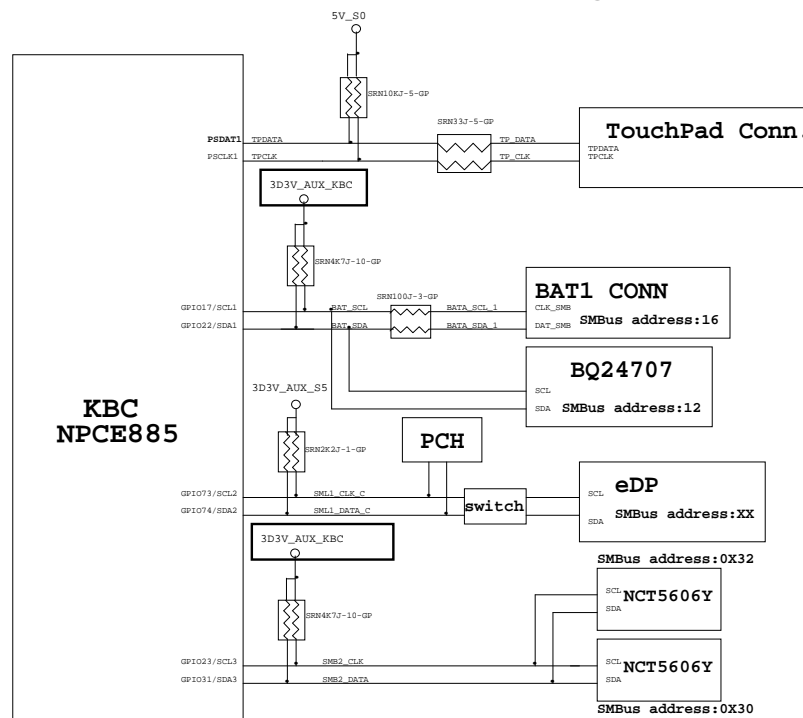 5V_S0
SRN10KJ-5-GP
SRN33J-5-GP
PSDAT1 TPDATA TP_DATA
PSCLK1 TPCLK TP_CLK
TouchPad Conn.
TPDATA
TPCLK
3D3V_AUX_KBC
SRN4K7J-10-GP
SRN100J-3-GP
GPIO17/SCL1 BAT_SCL BATA_SCL_1
GPIO22/SDA1 BAT_SDA BATA_SDA_1
BAT1 CONN
CLK_SMB
DAT_SMB SMBus address:16
BQ24707
SCL
SDA SMBus address:12
KBC
NPCE885
3D3V_AUX_S5
SRN2K2J-1-GP
PCH
GPIO73/SCL2 SML1_CLK_C
GPIO74/SDA2 SML1_DATA_C
switch
eDP
SCL
SDA SMBus address:XX
3D3V_AUX_KBC
SRN4K7J-10-GP
SMBus address:0X32
SCL NCT5606Y
SDA
GPIO23/SCL3 SMB2_CLK
GPIO31/SDA3 SMB2_DATA
SCL NCT5606Y
SDA
SMBus address:0X30